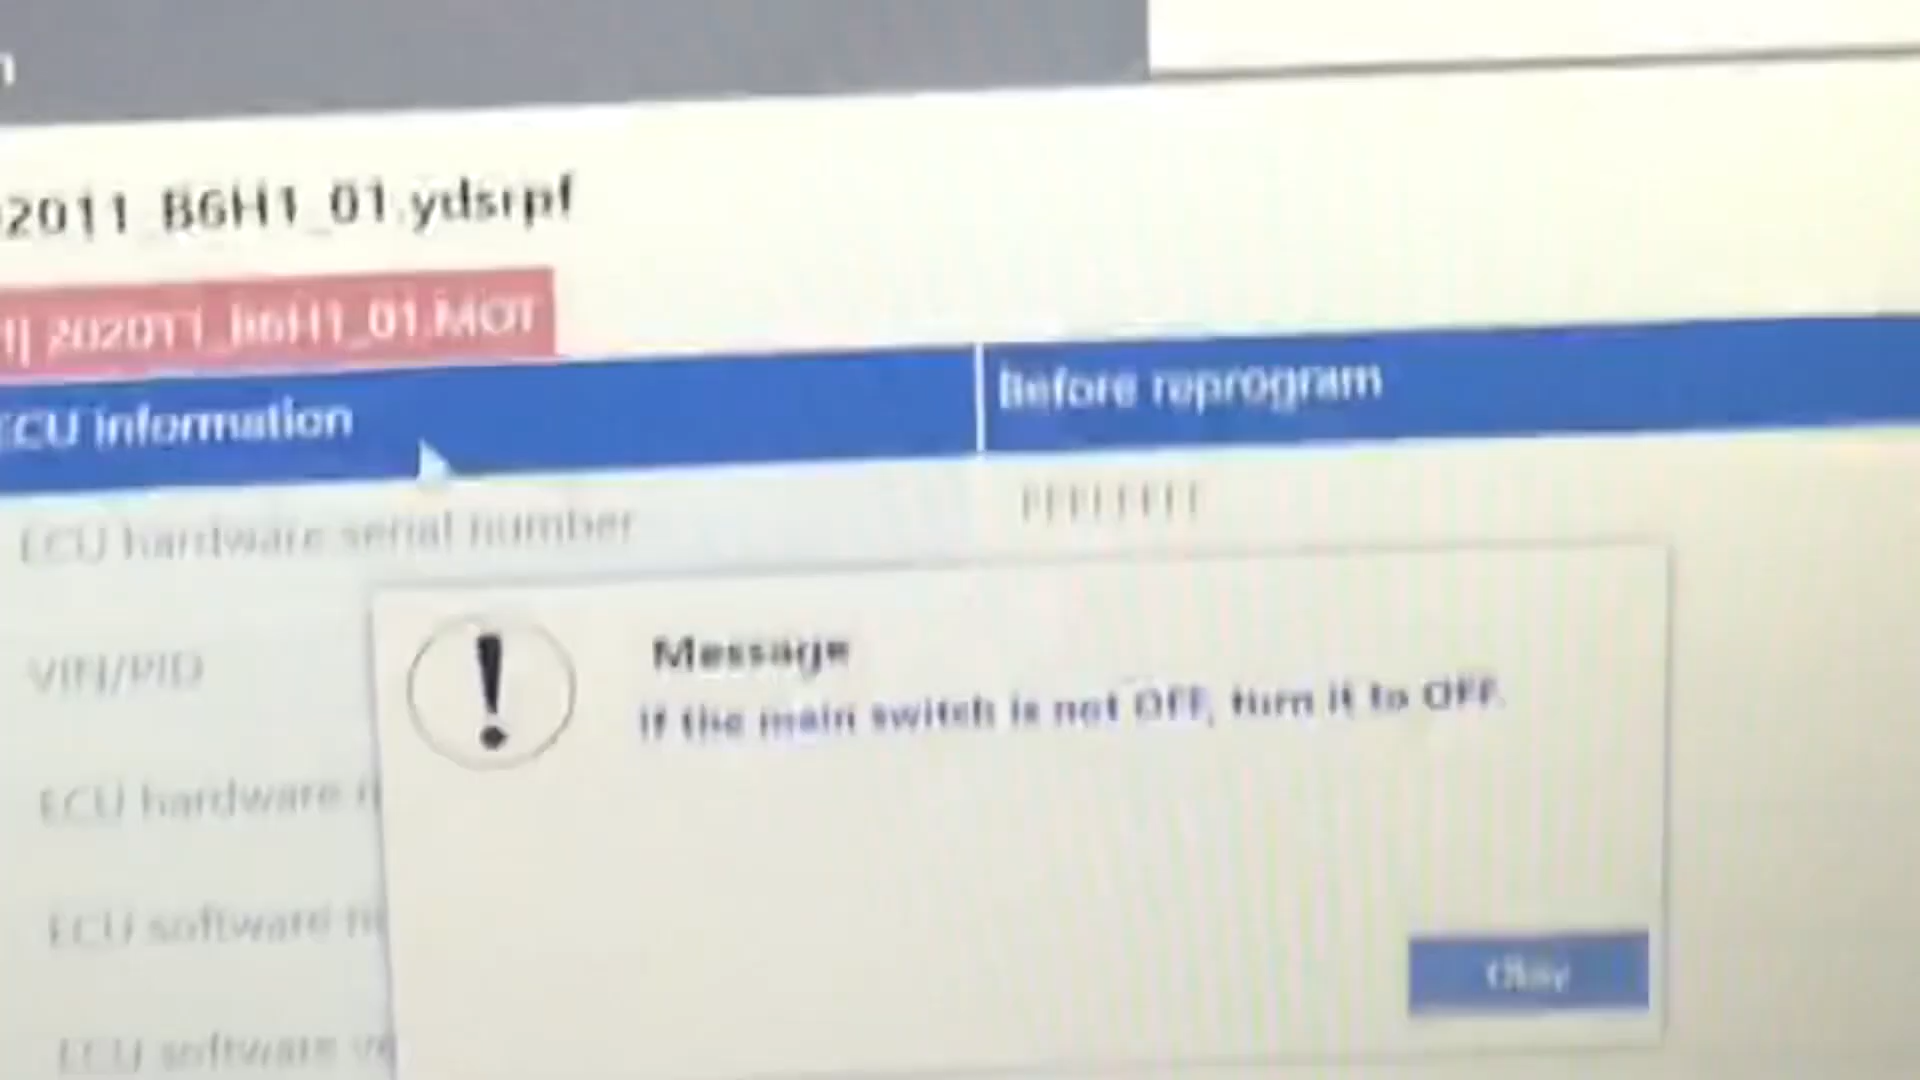 2011_B6H1_01.ydsrpf
202011_B6H1_01.MOT
ECU information
Before reprogram
ECU hardware serial number
FFFFFFFF
VIN/PID
ECU hardware
ECU software
ECU software
Message
If the main switch is not OFF, turn it to OFF.
Okay